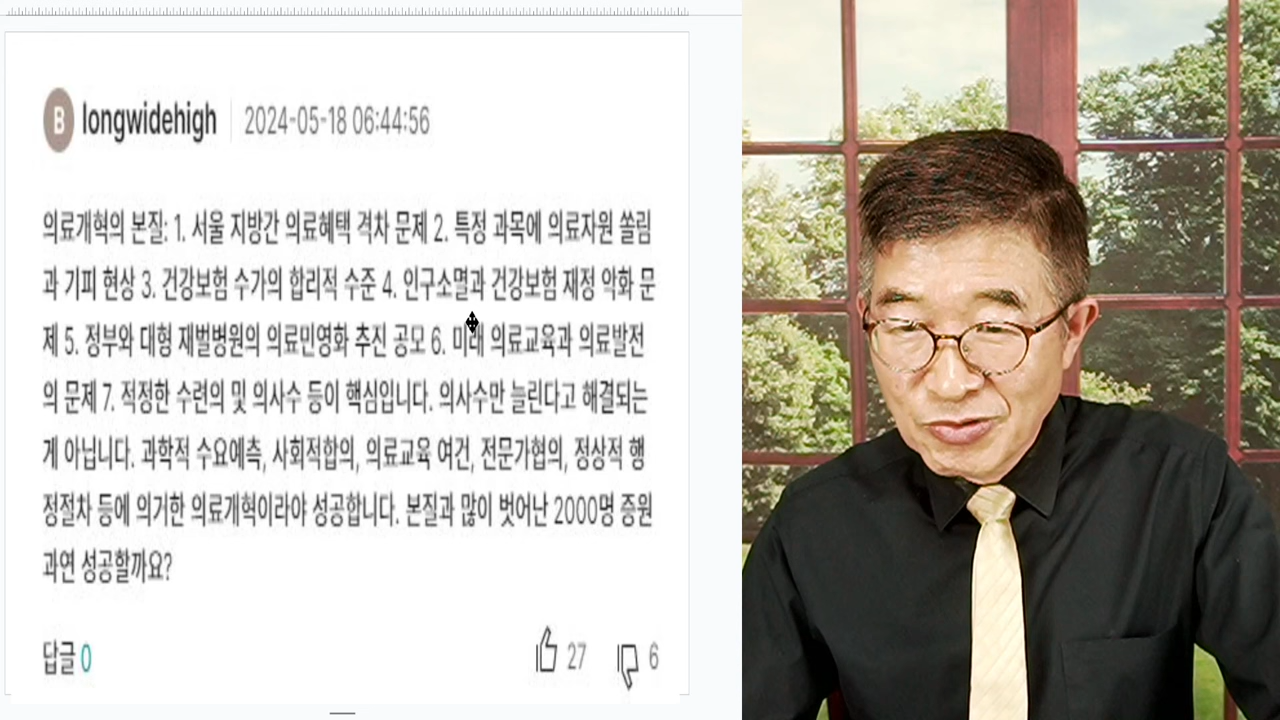 B longwidehigh 2024-05-18 06:44:56
의료개혁의 본질: 1. 서울 지방간 의료혜택 격차 문제 2. 특정 과목에 의료자원 쏠림
과 기피 현상 3. 건강보험 수가의 합리적 수준 4. 인구소멸과 건강보험 재정 악화 문
제 5. 정부와 대형 재벌병원의 의료민영화 추진 공모 6. 미래 의료교육과 의료발전
의 문제 7. 적정한 수련의 및 의사수 등이 핵심입니다. 의사수만 늘린다고 해결되는
게 아닙니다. 과학적 수요예측, 사회적합의, 의료교육 여건, 전문가협의, 정상적 행
정절차 등에 의기한 의료개혁이라야 성공합니다. 본질과 많이 벗어난 2000명 증원
과연 성공할까요?
답글 0 27 6